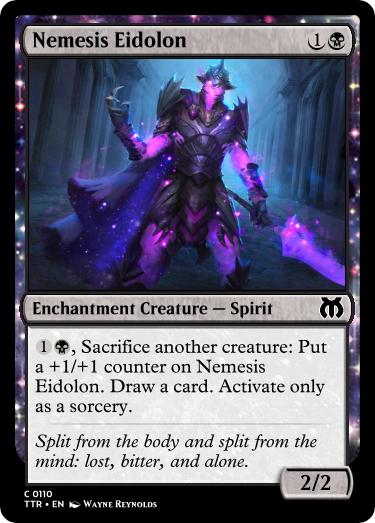 Nemesis Eidolon 1
Enchantment Creature — Spirit
1, Sacrifice another creature: Put
a +1/+1 counter on Nemesis
Eidolon. Draw a card. Activate only
as a sorcery.
Split from the body and split from the
mind: lost, bitter, and alone.
2/2
C 0110
TTR • EN Wayne Reynolds